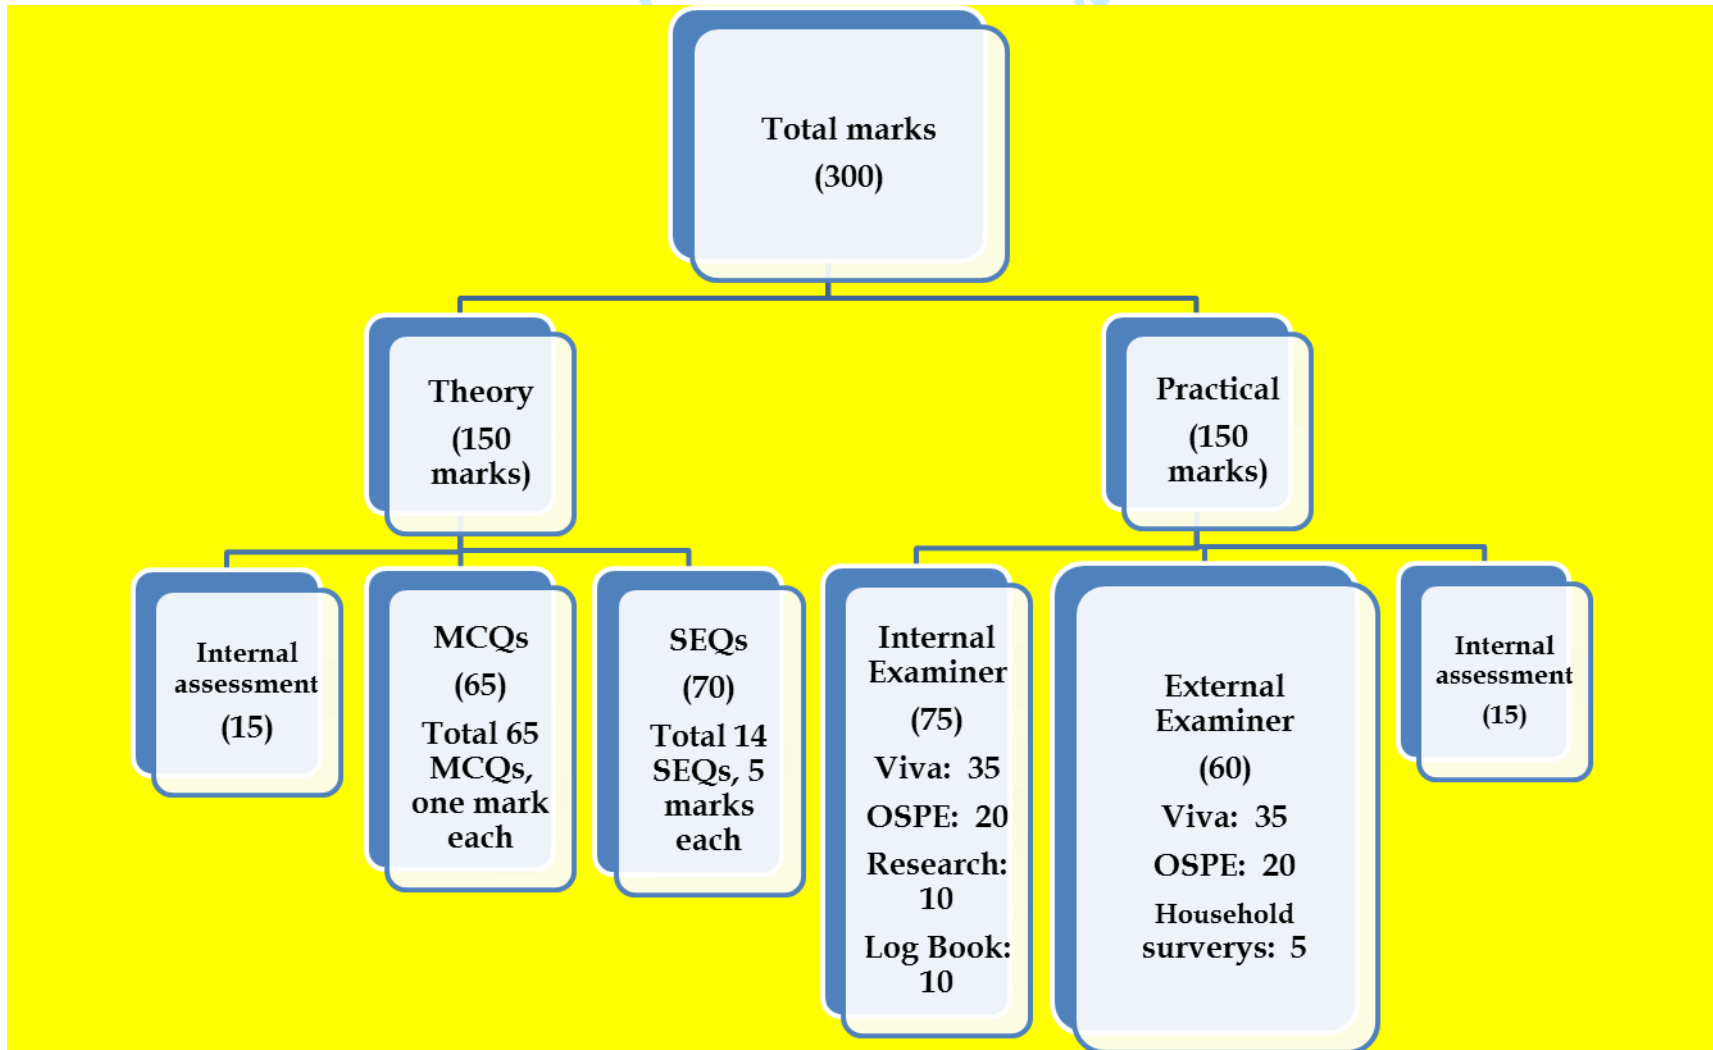 Total marks
(300)
Theory
(150
marks)
Practical
(150
marks)
Internal
assessment
(15)
MCQs
(65)
Total 65
MCQs,
one mark
each
SEQs
(70)
Total 14
SEQs, 5
marks
each
Internal
Examiner
(75)
Viva: 35
OSPE: 20
Research:
10
Log Book:
10
External
Examiner
(60)
Viva: 35
OSPE: 20
Household
surverys: 5
Internal
assessment
(15)